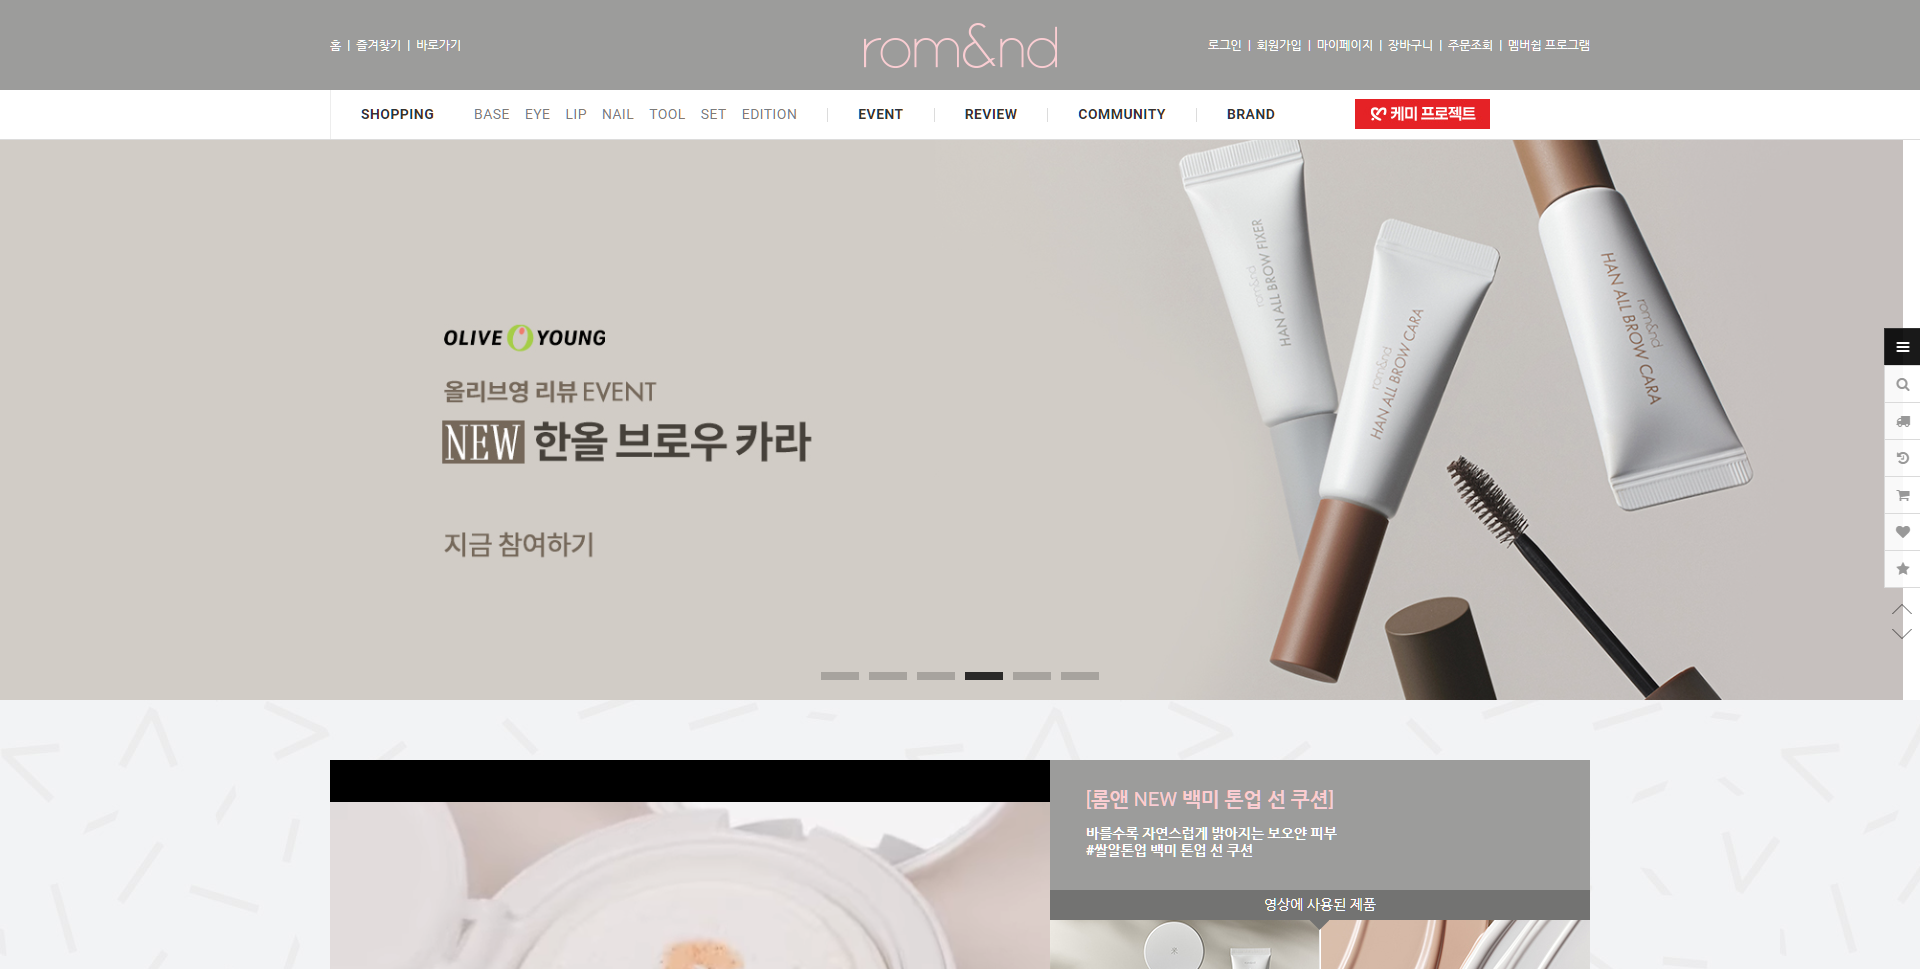 홈 | 즐겨찾기 | 바로가기
rom&nd
로그인 | 회원가입 | 마이페이지 | 장바구니 | 주문조회 | 멤버쉽 프로그램
SHOPPING BASE EYE LIP NAIL TOOL SET EDITION EVENT REVIEW COMMUNITY BRAND 케미 프로젝트
OLIVE YOUNG
올리브영 리뷰 EVENT
NEW 한올 브로우 카라
지금 참여하기
rom&nd
HAN ALL BROW FIXER
rom&nd
HAN ALL BROW CARA
rom&nd
HAN ALL BROW CARA
[롬앤 NEW 백미 톤업 선 쿠션]
바를수록 자연스럽게 밝아지는 보오얀 피부
#쌀알톤업 백미 톤업 선 쿠션
영상에 사용된 제품